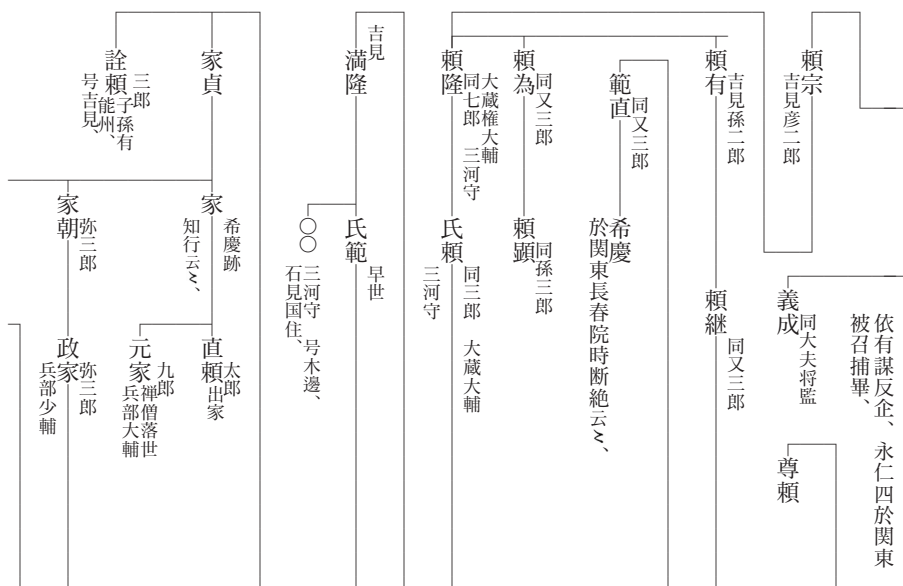 頼宗
吉見彦二郎
依有謀反企、永仁四於関東
被召捕畢、
義成
同大夫将監
尊頼
頼有
吉見孫二郎
頼継
同又三郎
範直
同又三郎
希慶
於関東長春院時断絶云〻、
頼為
同又三郎
頼顕
同孫三郎
頼隆
大蔵権大輔
同七郎 三河守
氏頼
同三郎 大蔵大輔
三河守
吉見
満隆
氏範
早世
〇〇
三河守 号木邊、
石見国住、
家貞
詮頼
三郎
子孫有
能州、
号吉見、
家
希慶跡
知行云〻、
直頼
太郎
出家
元家
九郎
禅僧落世
兵部大輔
家朝
弥三郎
政家
弥三郎
兵部少輔